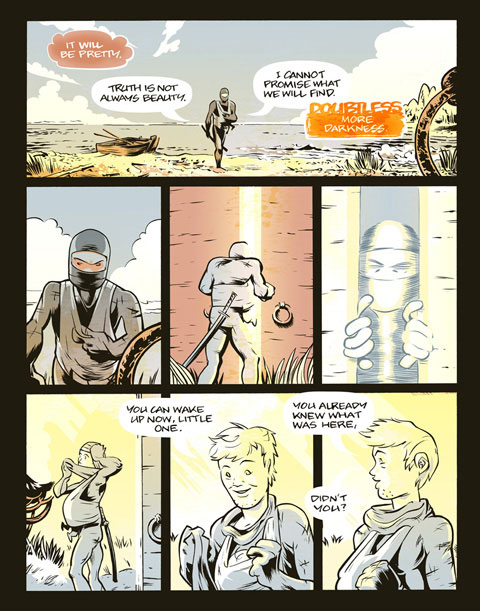 IT WILL
BE PRETTY.
TRUTH IS NOT
ALWAYS BEAUTY.
I CANNOT
PROMISE WHAT
WE WILL FIND.
DOUBTLESS,
MORE
DARKNESS.
YOU CAN WAKE
UP NOW, LITTLE
ONE.
YOU ALREADY
KNEW WHAT
WAS HERE,
DIDN'T
YOU?